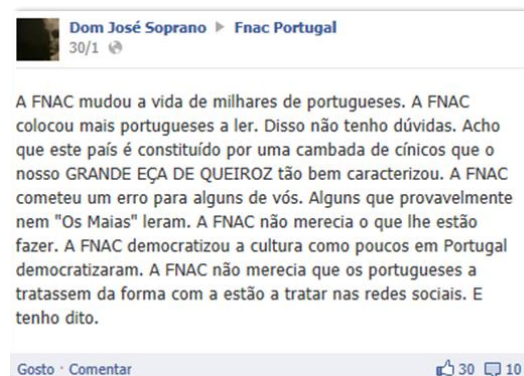 Dom José Soprano ▶ Fnac Portugal
30/1
A FNAC mudou a vida de milhares de portugueses. A FNAC
colocou mais portugueses a ler. Disso não tenho dúvidas. Acho
que este país é constituído por uma cambada de cínicos que o
nosso GRANDE EÇA DE QUEIROZ tão bem caracterizou. A FNAC
cometeu um erro para alguns de vós. Alguns que provavelmente
nem "Os Maias" leram. A FNAC não merecia o que lhe estão
fazer. A FNAC democratizou a cultura como poucos em Portugal
democratizaram. A FNAC não merecia que os portugueses a
tratassem da forma com a estão a tratar nas redes sociais. E
tenho dito.
Gosto · Comentar 30 10